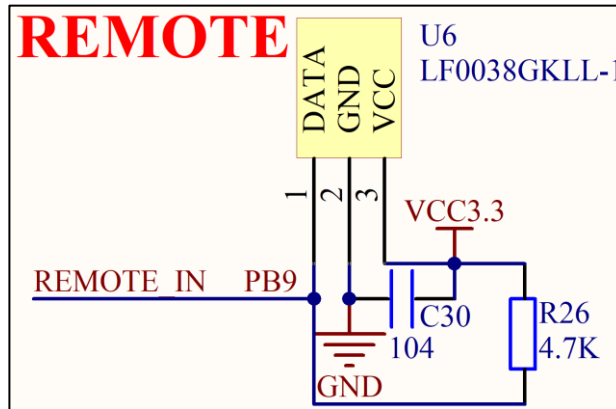 REMOTE
U6
LF0038GKLL-1
DATA
GND
VCC
1
2
3
VCC3.3
REMOTE_IN PB9
C30
104
R26
4.7K
GND